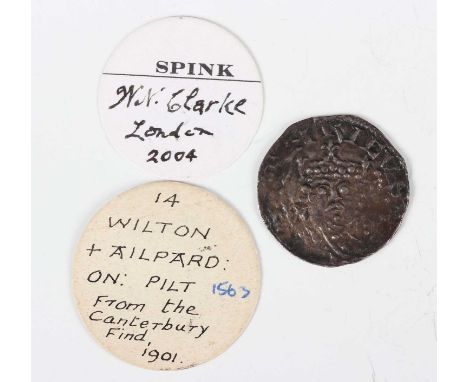 SPINK
W.N. Clarke
London
2004
14
WILTON
+ AILPARD:
ON: PILT
1563
From the
Canterbury
Find,
1901.